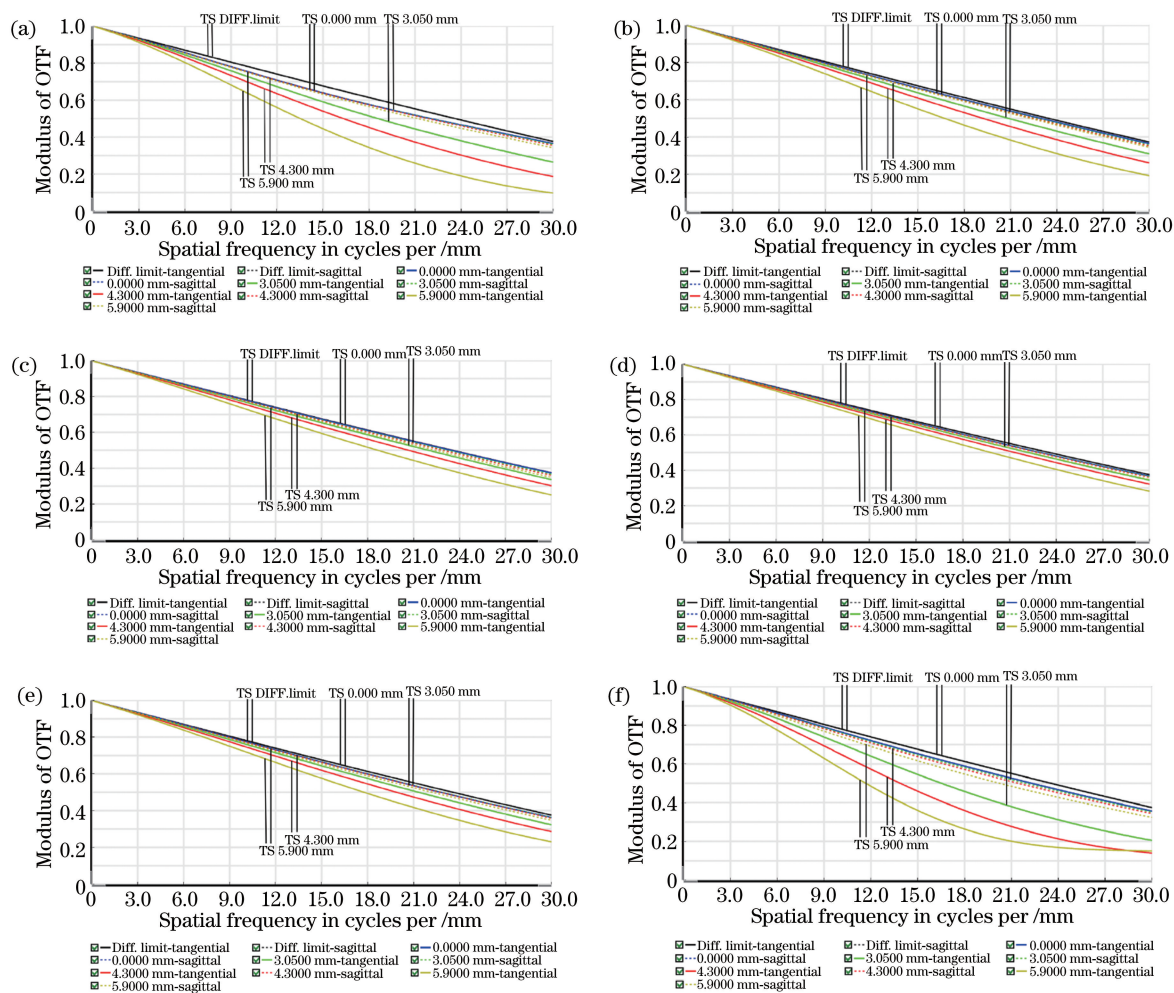 (a)
TS DIFF.limit TS 0.000 mm TS 3.050 mm
1.0
0.8
0.6
0.4
0.2
0
Modulus of OTF
TS 4.300 mm
TS 5.900 mm
0 3.0 6.0 9.0 12.0 15.0 18.0 21.0 24.0 27.0 30.0
Spatial frequency in cycles per /mm
Diff. limit-tangential Diff. limit-sagittal 0.0000 mm-tangential
0.0000 mm-sagittal 3.0500 mm-tangential 3.0500 mm-sagittal
4.3000 mm-tangential 4.3000 mm-sagittal 5.9000 mm-tangential
5.9000 mm-sagittal
(b)
TS DIFF.limit TS 0.000 mm TS 3.050 mm
1.0
0.8
0.6
0.4
0.2
0
Modulus of OTF
TS 4.300 mm
TS 5.900 mm
0 3.0 6.0 9.0 12.0 15.0 18.0 21.0 24.0 27.0 30.0
Spatial frequency in cycles per /mm
Diff. limit-tangential Diff. limit-sagittal 0.0000 mm-tangential
0.0000 mm-sagittal 3.0500 mm-tangential 3.0500 mm-sagittal
4.3000 mm-tangential 4.3000 mm-sagittal 5.9000 mm-tangential
5.9000 mm-sagittal
(c)
TS DIFF.limit TS 0.000 mm TS 3.050 mm
1.0
0.8
0.6
0.4
0.2
0
Modulus of OTF
TS 4.300 mm
TS 5.900 mm
0 3.0 6.0 9.0 12.0 15.0 18.0 21.0 24.0 27.0 30.0
Spatial frequency in cycles per /mm
Diff. limit-tangential Diff. limit-sagittal 0.0000 mm-tangential
0.0000 mm-sagittal 3.0500 mm-tangential 3.0500 mm-sagittal
4.3000 mm-tangential 4.3000 mm-sagittal 5.9000 mm-tangential
5.9000 mm-sagittal
(d)
TS DIFF.limit TS 0.000 mm TS 3.050 mm
1.0
0.8
0.6
0.4
0.2
0
Modulus of OTF
TS 4.300 mm
TS 5.900 mm
0 3.0 6.0 9.0 12.0 15.0 18.0 21.0 24.0 27.0 30.0
Spatial frequency in cycles per /mm
Diff. limit-tangential Diff. limit-sagittal 0.0000 mm-tangential
0.0000 mm-sagittal 3.0500 mm-tangential 3.0500 mm-sagittal
4.3000 mm-tangential 4.3000 mm-sagittal 5.9000 mm-tangential
5.9000 mm-sagittal
(e)
TS DIFF.limit TS 0.000 mm TS 3.050 mm
1.0
0.8
0.6
0.4
0.2
0
Modulus of OTF
TS 4.300 mm
TS 5.900 mm
0 3.0 6.0 9.0 12.0 15.0 18.0 21.0 24.0 27.0 30.0
Spatial frequency in cycles per /mm
Diff. limit-tangential Diff. limit-sagittal 0.0000 mm-tangential
0.0000 mm-sagittal 3.0500 mm-tangential 3.0500 mm-sagittal
4.3000 mm-tangential 4.3000 mm-sagittal 5.9000 mm-tangential
5.9000 mm-sagittal
(f)
TS DIFF.limit TS 0.000 mm TS 3.050 mm
1.0
0.8
0.6
0.4
0.2
0
Modulus of OTF
TS 4.300 mm
TS 5.900 mm
0 3.0 6.0 9.0 12.0 15.0 18.0 21.0 24.0 27.0 30.0
Spatial frequency in cycles per /mm
Diff. limit-tangential Diff. limit-sagittal 0.0000 mm-tangential
0.0000 mm-sagittal 3.0500 mm-tangential 3.0500 mm-sagittal
4.3000 mm-tangential 4.3000 mm-sagittal 5.9000 mm-tangential
5.9000 mm-sagittal